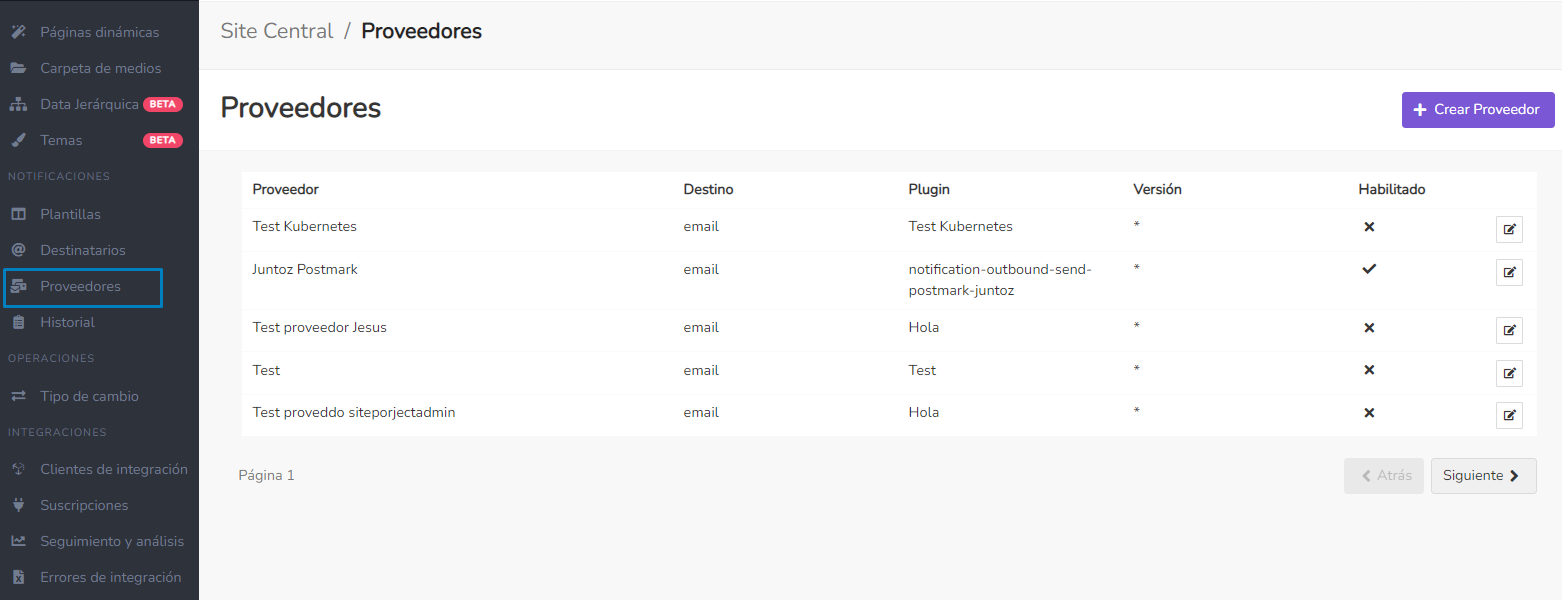 Páginas dinámicas
Carpeta de medios
Data Jerárquica BETA
Temas BETA
NOTIFICACIONES
Plantillas
Destinatarios
Proveedores
Historial
OPERACIONES
Tipo de cambio
INTEGRACIONES
Clientes de integración
Suscripciones
Seguimiento y análisis
Errores de integración
Site Central / Proveedores
Proveedores
Crear Proveedor
Proveedor Destino Plugin Versión Habilitado
Test Kubernetes email Test Kubernetes *
Juntoz Postmark email notification-outbound-send- *
postmark-juntoz
Test proveedor Jesus email Hola *
Test email Test *
Test proveddo siteporjectadmin email Hola *
Página 1
Atrás Siguiente